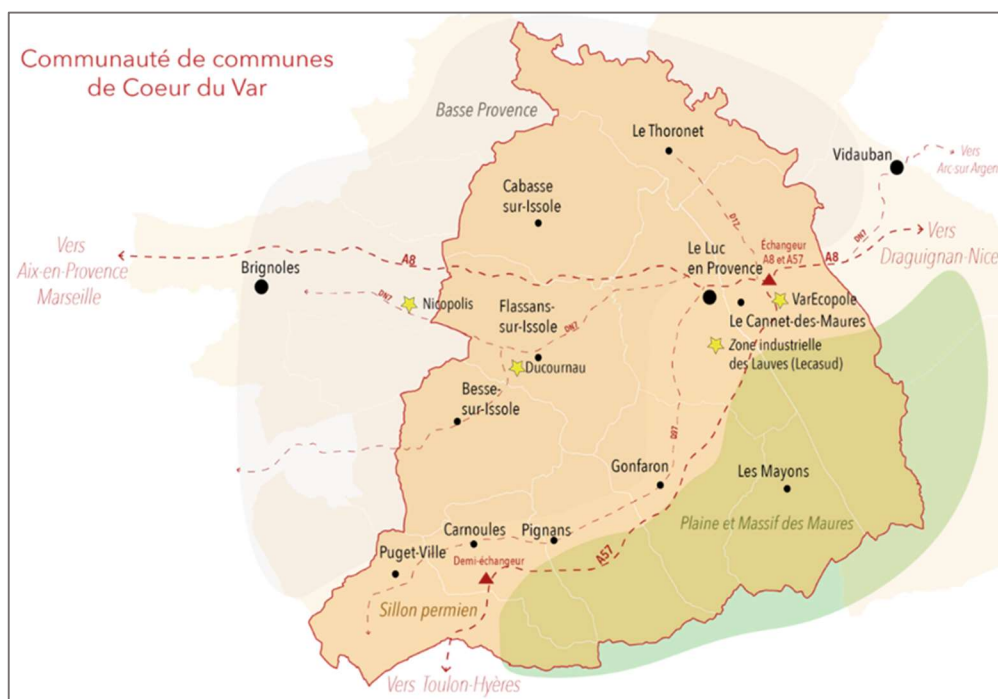 Communauté de communes
de Coeur du Var
Basse Provence
Le Thoronet
Vidauban
Vers
Arc-sur Argens
Cabasse
sur-Issole
D17
DN7
Vers
Aix-en-Provence
Marseille
A8
Brignoles
Le Luc
en Provence
Échangeur
A8 et A57
A8
Vers
Draguignan-Nice
DN7
Nicopolis
Flassans-
sur-Issole
DN7
VarEcopole
Le Cannet-des-Maures
Zone industrielle
des Lauves (Lecasud)
Ducournau
Besse-
sur-Issole
D97
Gonfaron
Les Mayons
Plaine et Massif des Maures
Carnoules
Pignans
Puget-Ville
Demi-échangeur
A57
Sillon permien
Vers Toulon-Hyères